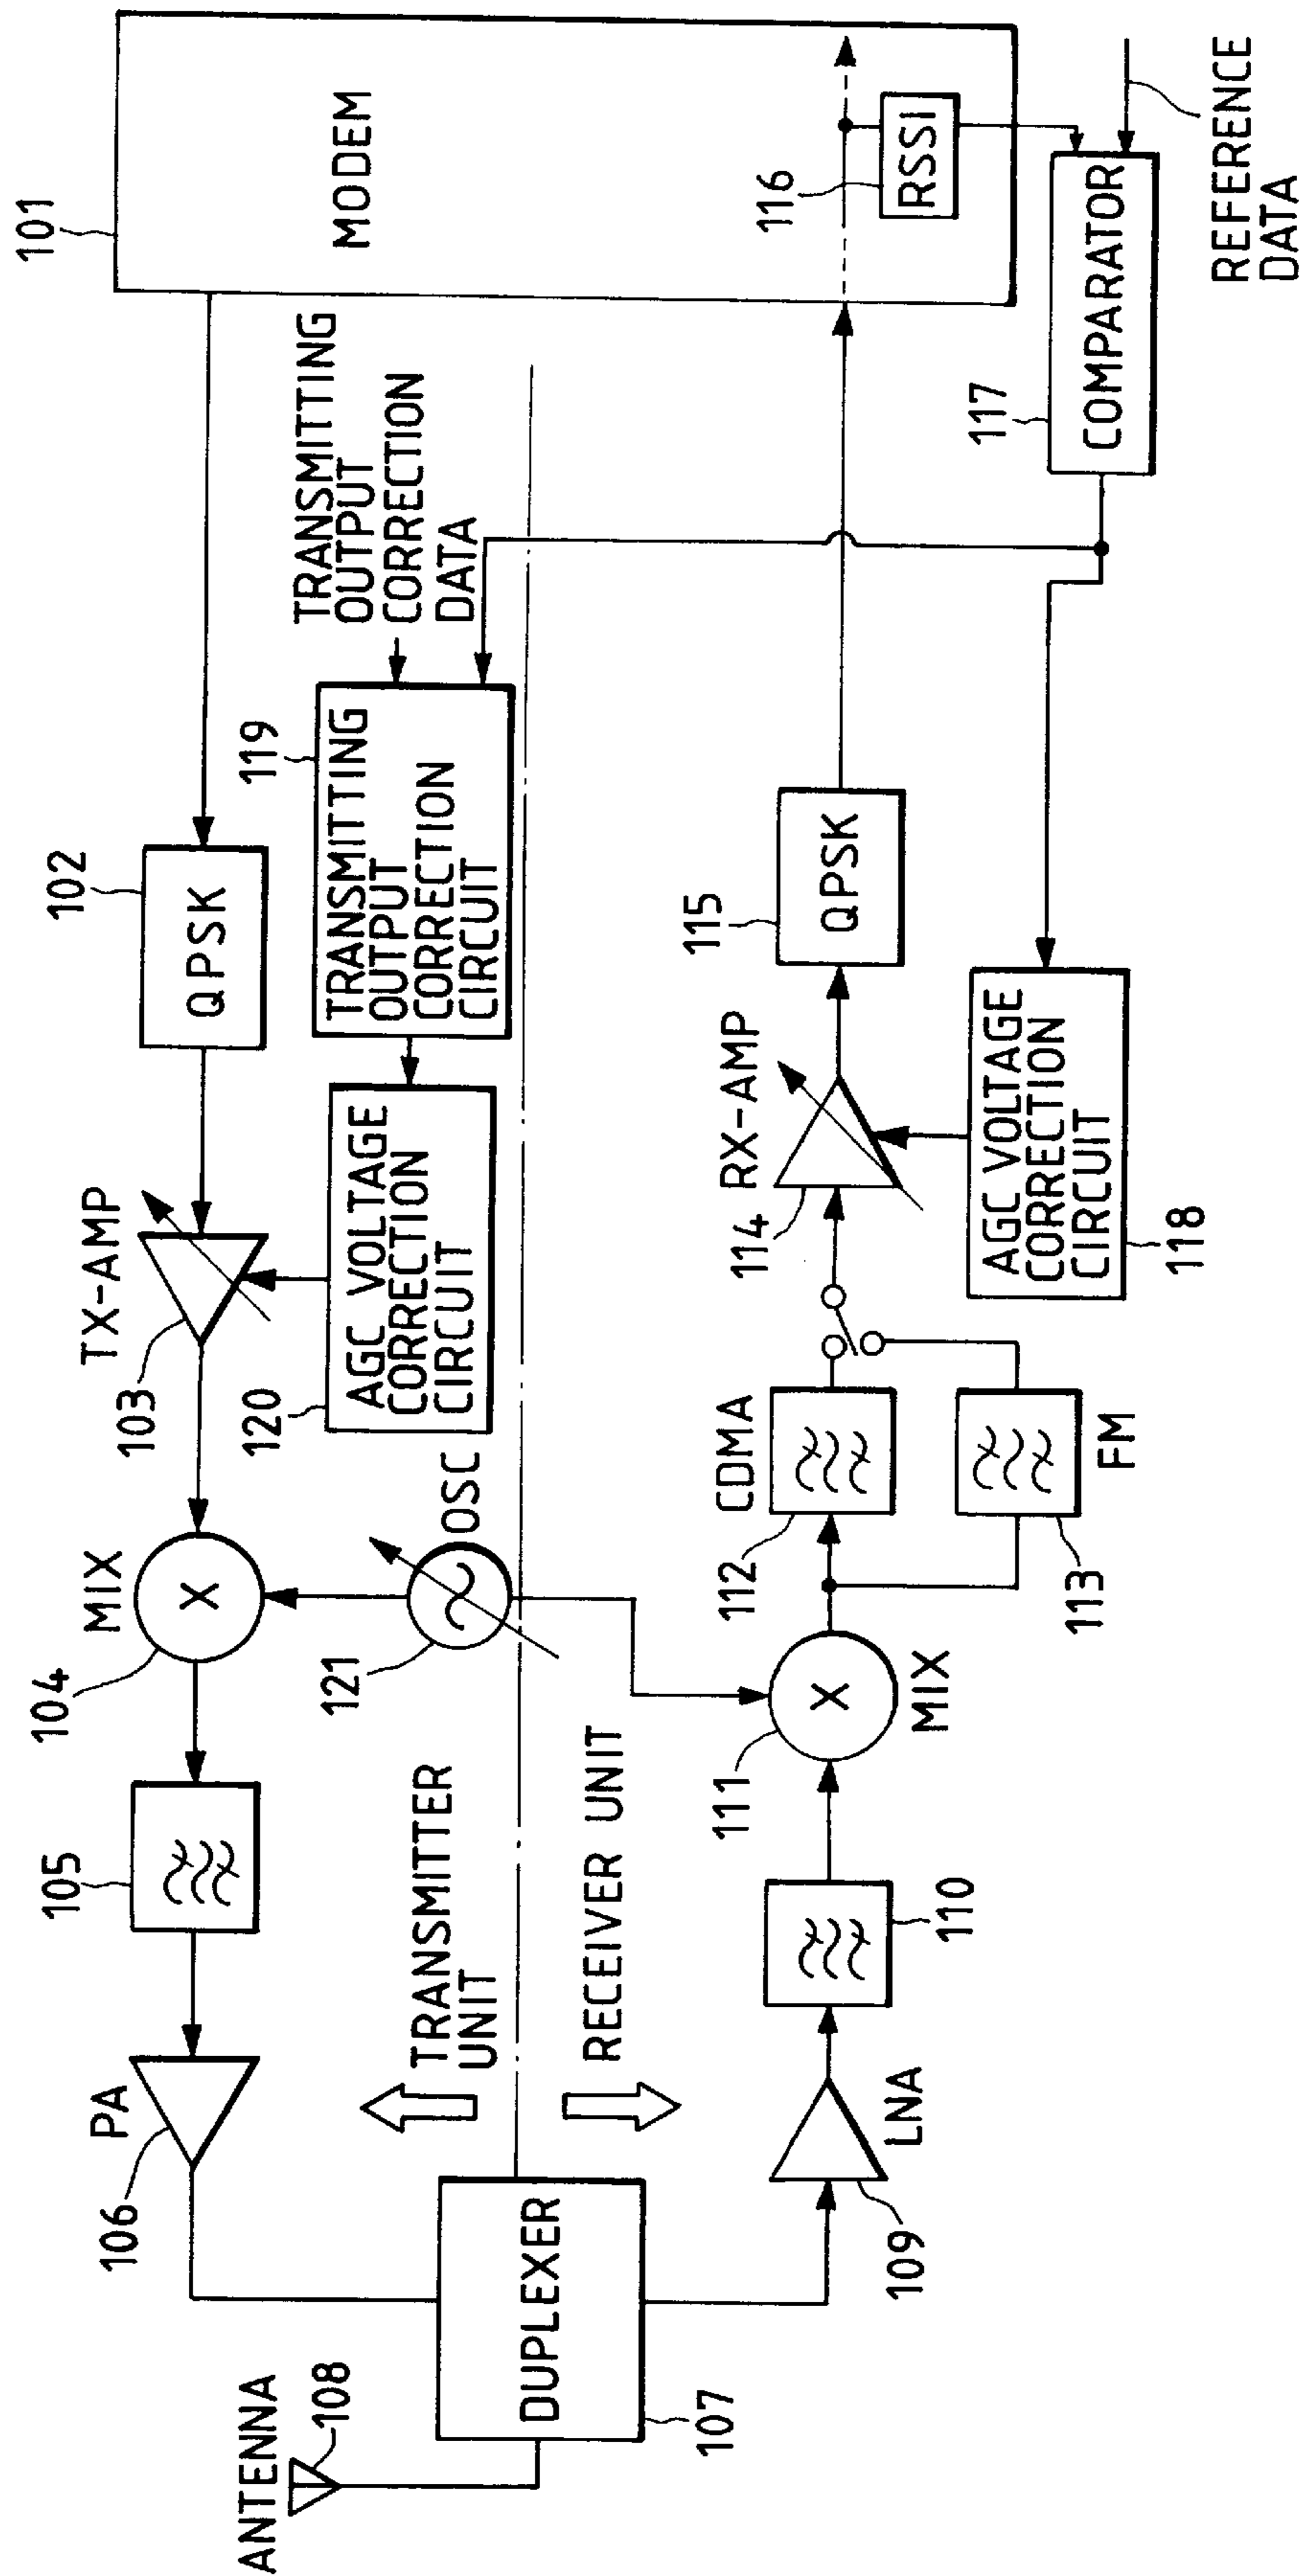 ANTENNA
108
DUPLEXER
107
PA
106
105
MIX
104
TX-AMP
103
QPSK
102
MODEM
101
TRANSMITTER
UNIT
RECEIVER UNIT
121
OSC
120
AGC VOLTAGE
CORRECTION
CIRCUIT
119
TRANSMITTING
OUTPUT
CORRECTION
CIRCUIT
TRANSMITTING
OUTPUT
CORRECTION
DATA
LNA
109
110
111
X
X
MIX
CDMA
112
113
FM
RX-AMP
114
QPSK
115
AGC VOLTAGE
CORRECTION
CIRCUIT
118
116
RSSI
117
COMPARATOR
REFERENCE
DATA